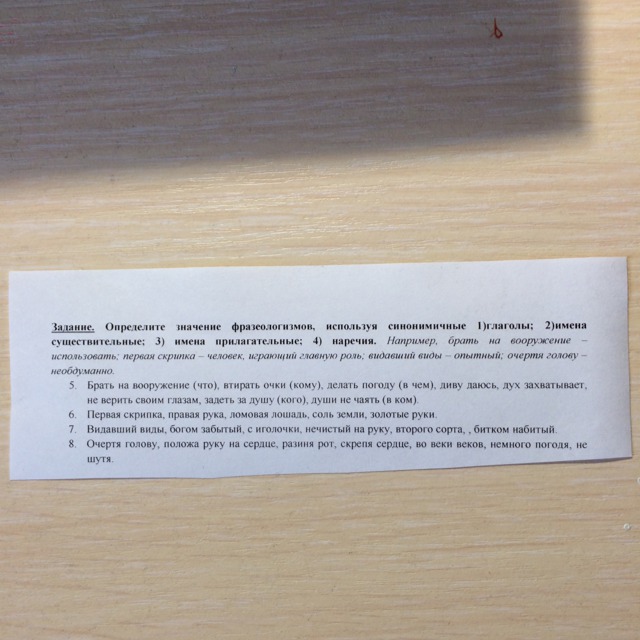 Задание. Определите значение фразеологизмов, используя синонимичные 1)глаголы; 2)имена
существительные; 3) имена прилагательные; 4) наречия. Например, брать на вооружение –
использовать; первая скрипка – человек, играющий главную роль; видавший виды – опытный; очертя голову –
необдуманно.
5. Брать на вооружение (что), втирать очки (кому), делать погоду (в чем), диву даюсь, дух захватывает,
не верить своим глазам, задеть за душу (кого), души не чаять (в ком).
6. Первая скрипка, правая рука, ломовая лошадь, соль земли, золотые руки.
7. Видавший виды, богом забытый, с иголочки, нечистый на руку, второго сорта, , битком набитый.
8. Очертя голову, положа руку на сердце, разиня рот, скрепя сердце, во веки веков, немного погодя, не
шутя.